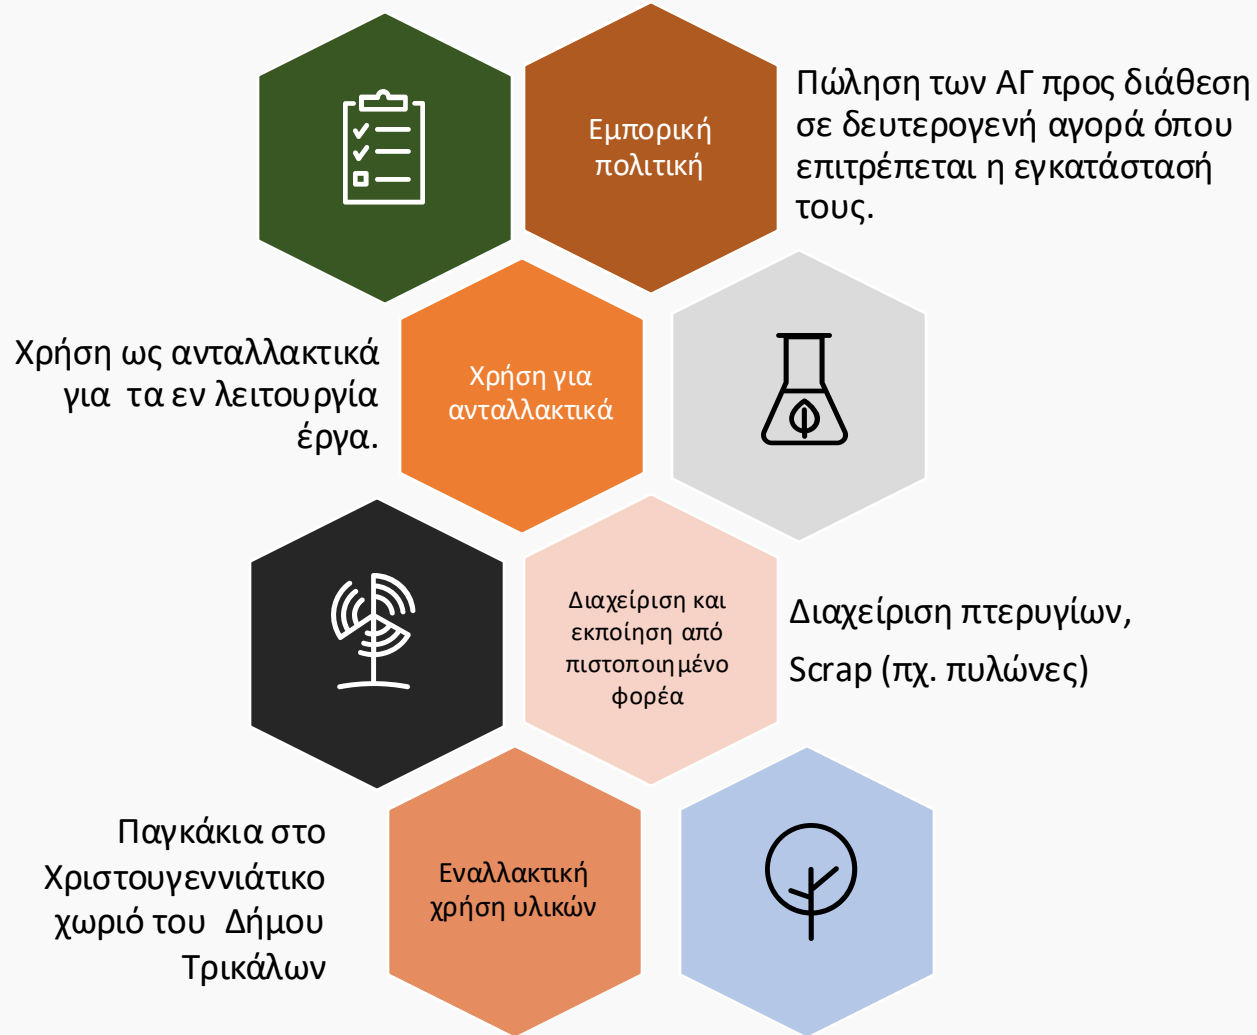 Εμπορική
πολιτική
Πώληση των ΑΓ προς διάθεση
σε δευτερογενή αγορά όπου
επιτρέπεται η εγκατάστασή
τους.
Χρήση ως ανταλλακτικά
για τα εν λειτουργία
έργα.
Χρήση για
ανταλλακτικά
Διαχείριση και
εκποίηση από
πιστοποιημένο
φορέα
Διαχείριση πτερυγίων,
Scrap (πχ. πυλώνες)
Παγκάκια στο
Χριστουγεννιάτικο
χωριό του Δήμου
Τρικάλων
Εναλλακτική
χρήση υλικών